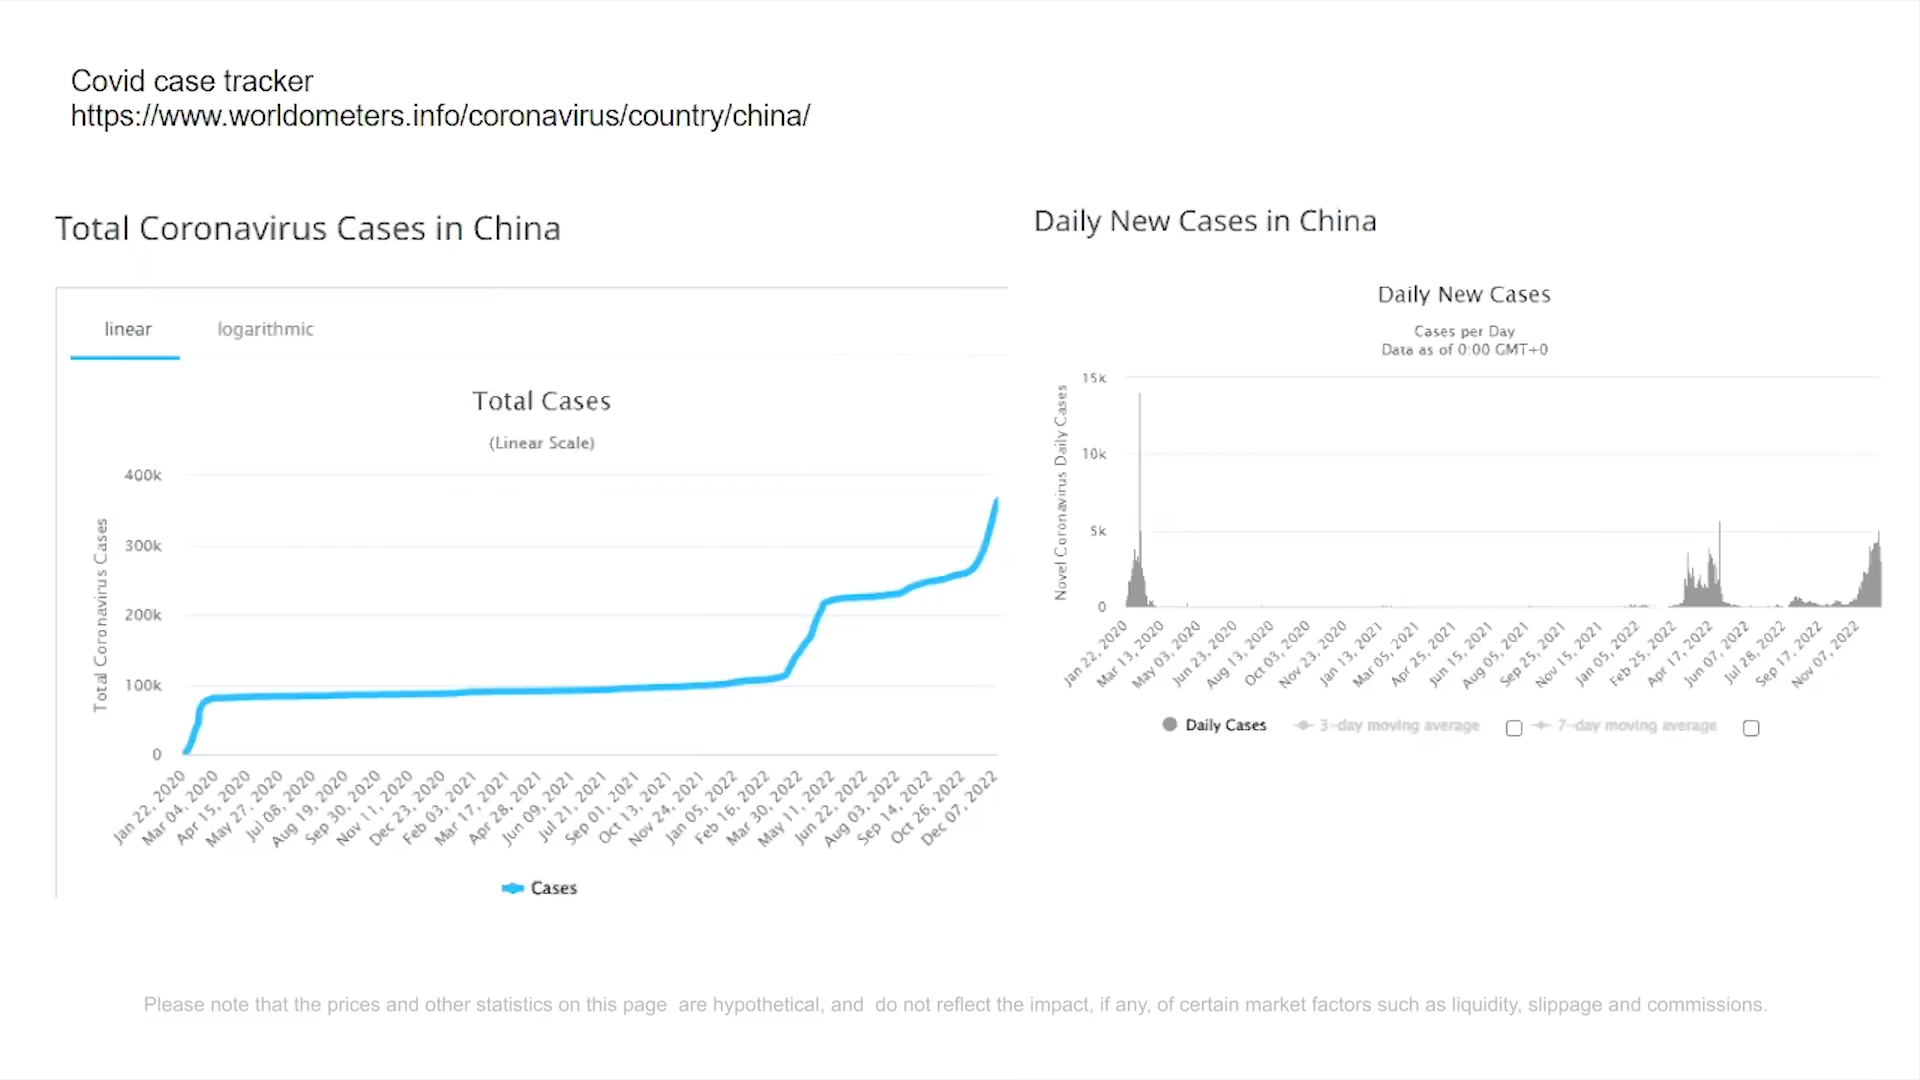 Covid case tracker
https://www.worldometers.info/coronavirus/country/china/
Total Coronavirus Cases in China
linear
logarithmic
Total Cases
(Linear Scale)
Total Coronavirus Cases
400k
300k
200k
100k
0
Jan 22, 2020
Mar 04, 2020
Apr 15, 2020
May 27, 2020
Jul 08, 2020
Aug 19, 2020
Sep 30, 2020
Nov 11, 2020
Dec 23, 2020
Feb 03, 2021
Mar 17, 2021
Apr 28, 2021
Jun 09, 2021
Jul 21, 2021
Sep 01, 2021
Oct 13, 2021
Nov 24, 2021
Jan 05, 2022
Feb 16, 2022
Mar 30, 2022
May 11, 2022
Jun 22, 2022
Aug 03, 2022
Sep 14, 2022
Oct 26, 2022
Dec 07, 2022
Cases
Daily New Cases in China
Daily New Cases
Cases per Day
Data as of 0:00 GMT+0
Novel Coronavirus Daily Cases
15k
10k
5k
0
Jan 22, 2020
Mar 13, 2020
May 03, 2020
Jun 23, 2020
Aug 13, 2020
Oct 03, 2020
Nov 23, 2020
Jan 13, 2021
Mar 05, 2021
Apr 25, 2021
Jun 15, 2021
Aug 05, 2021
Sep 25, 2021
Nov 15, 2021
Jan 05, 2022
Feb 25, 2022
Apr 17, 2022
Jun 07, 2022
Jul 28, 2022
Sep 17, 2022
Nov 07, 2022
Daily Cases
3-day moving average
7-day moving average
Please note that the prices and other statistics on this page are hypothetical, and do not reflect the impact, if any, of certain market factors such as liquidity, slippage and commissions.